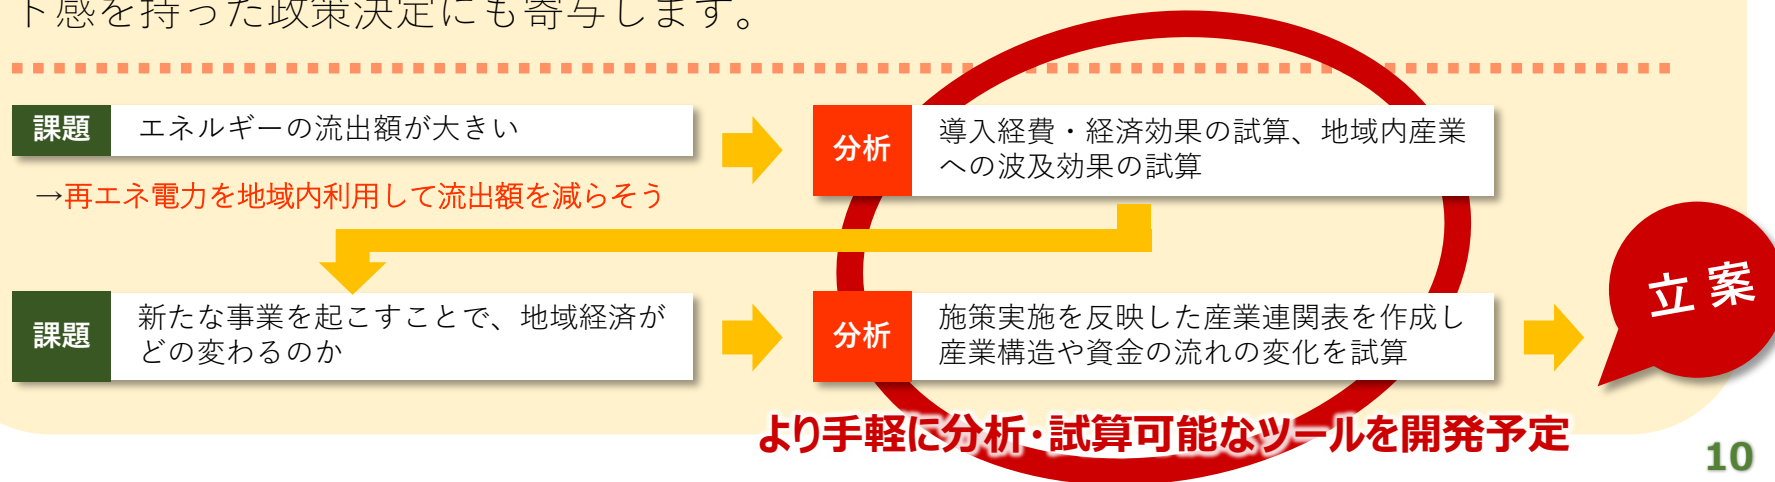 ド感を持った政策決定にも寄与します。
課題
エネルギーの流出額が大きい
→再エネ電力を地域内利用して流出額を減らそう
分析
導入経費・経済効果の試算、地域内産業
への波及効果の試算
課題
新たな事業を起こすことで、地域経済が
どの変わるのか
分析
施策実施を反映した産業連関表を作成し
産業構造や資金の流れの変化を試算
立案
より手軽に分析・試算可能なツールを開発予定
10